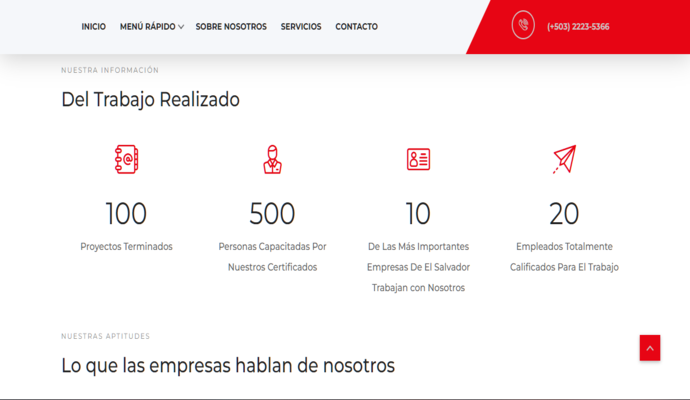 INICIO MENÚ RÁPIDO SOBRE NOSOTROS SERVICIOS CONTACTO (+503) 2223-5366
NUESTRA INFORMACIÓN
Del Trabajo Realizado
100
Proyectos Terminados
500
Personas Capacitadas Por
Nuestros Certificados
10
De Las Más Importantes
Empresas De El Salvador
Trabajan con Nosotros
20
Empleados Totalmente
Calificados Para El Trabajo
NUESTRAS APTITUDES
Lo que las empresas hablan de nosotros